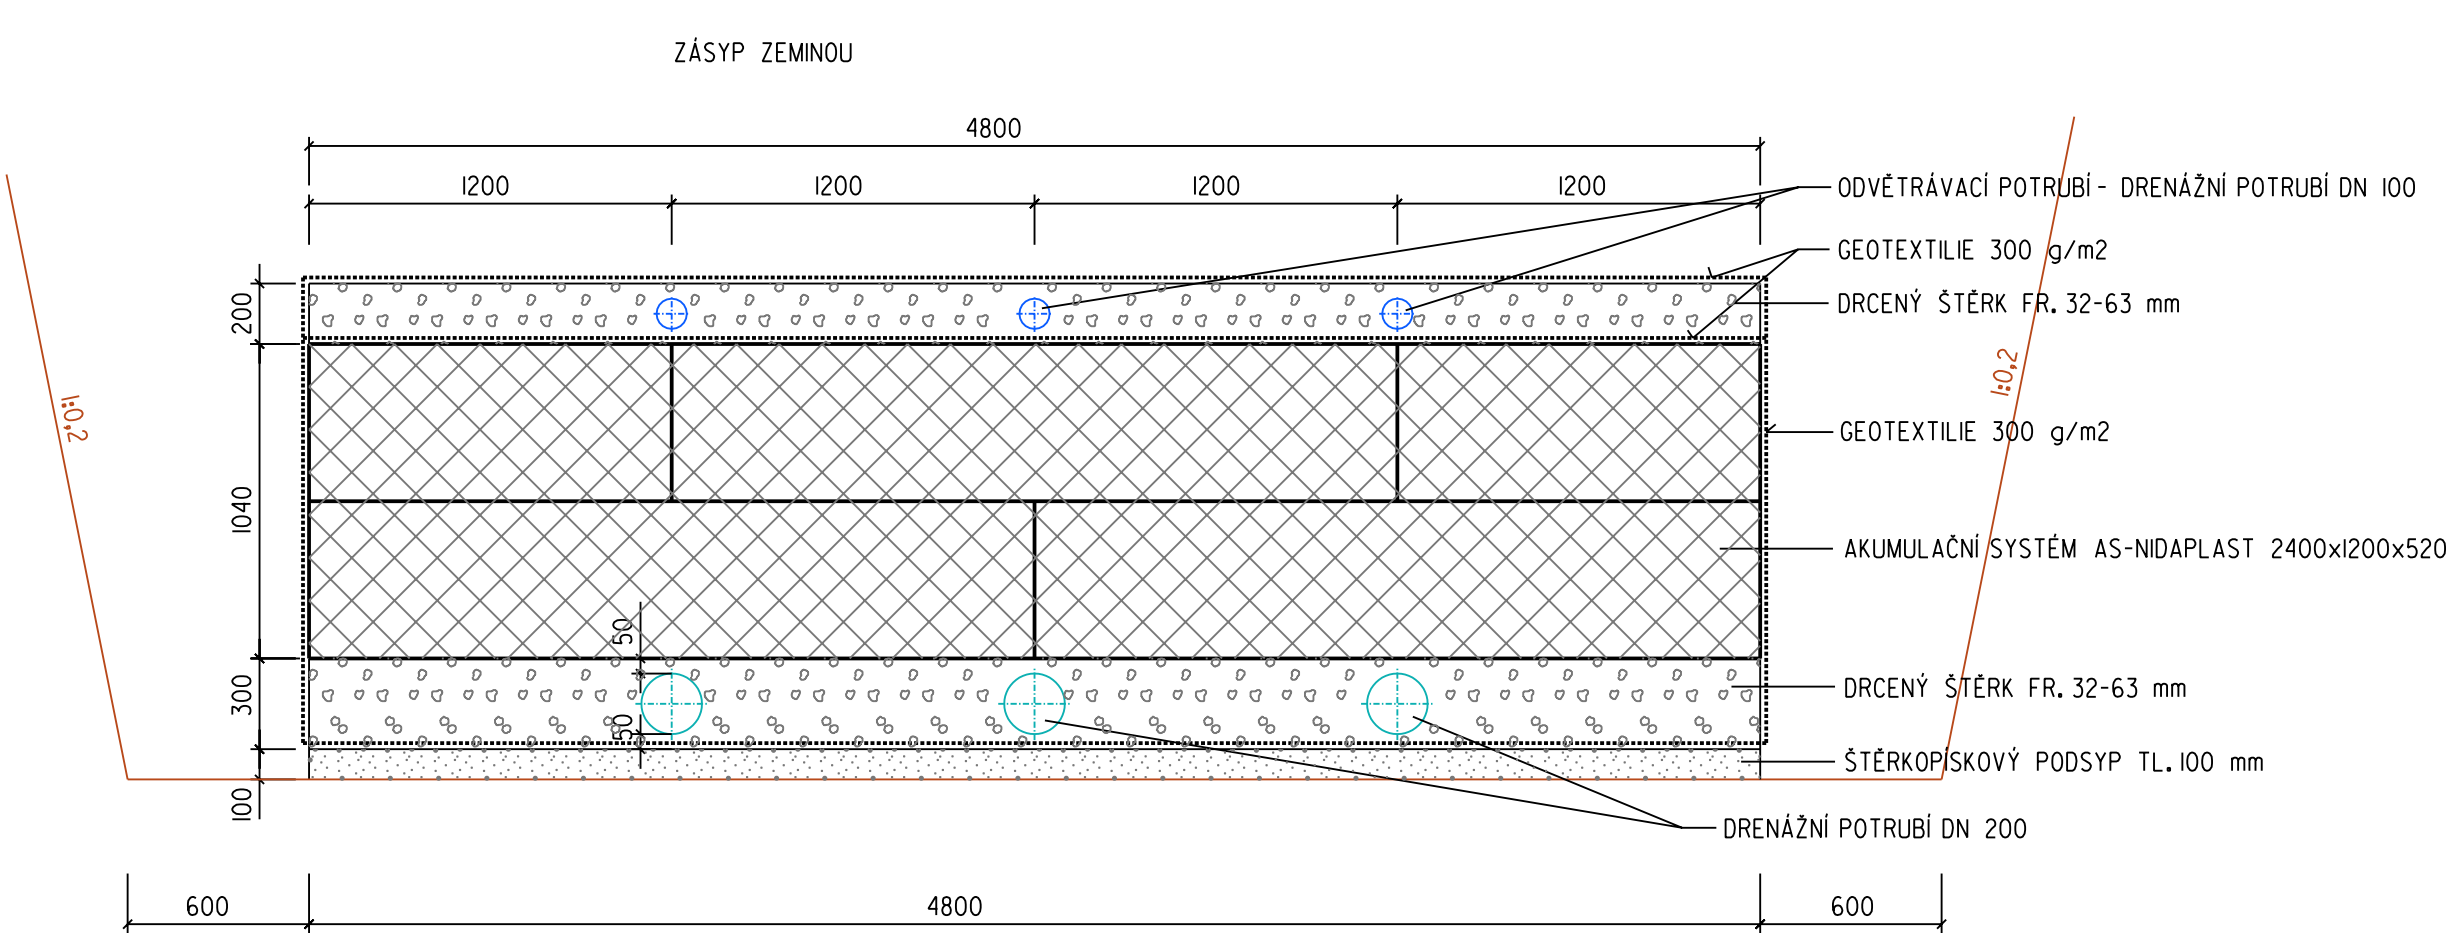 ZÁSYP ZEMINOU
4800
1200 1200 1200 1200
ODVĚTRÁVACÍ POTRUBÍ - DRENÁŽNÍ POTRUBÍ DN 100
GEOTEXTILIE 300 g/m2
200
DRCENÝ ŠTĚRK FR. 32-63 mm
1:0,2
1:0,2
GEOTEXTILIE 300 g/m2
1040
AKUMULAČNÍ SYSTÉM AS-NIDAPLAST 2400x1200x520
50
300
DRCENÝ ŠTĚRK FR. 32-63 mm
50
ŠTĚRKOPÍSKOVÝ PODSYP TL. 100 mm
100
DRENÁŽNÍ POTRUBÍ DN 200
600 4800 600